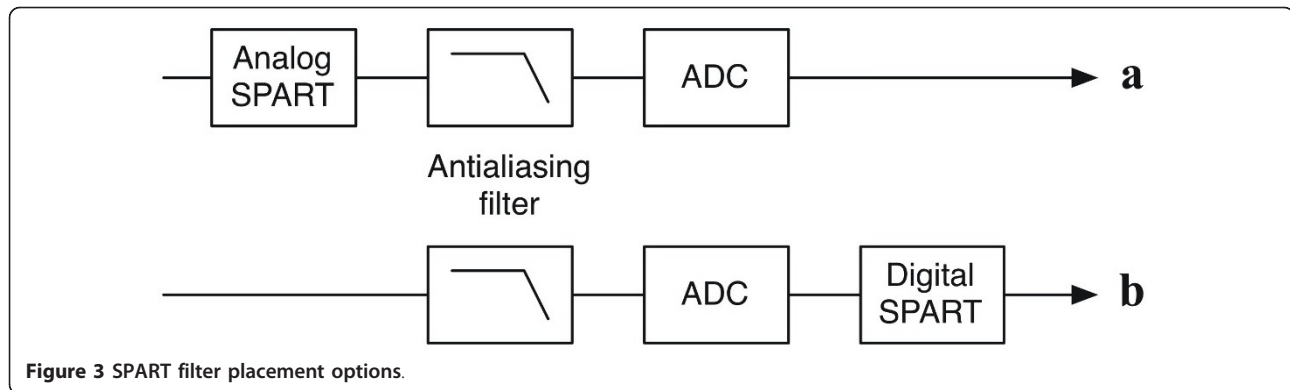 Analog
SPART
ADC
a
Antialiasing
filter
ADC
Digital
SPART
b
Figure 3 SPART filter placement options.